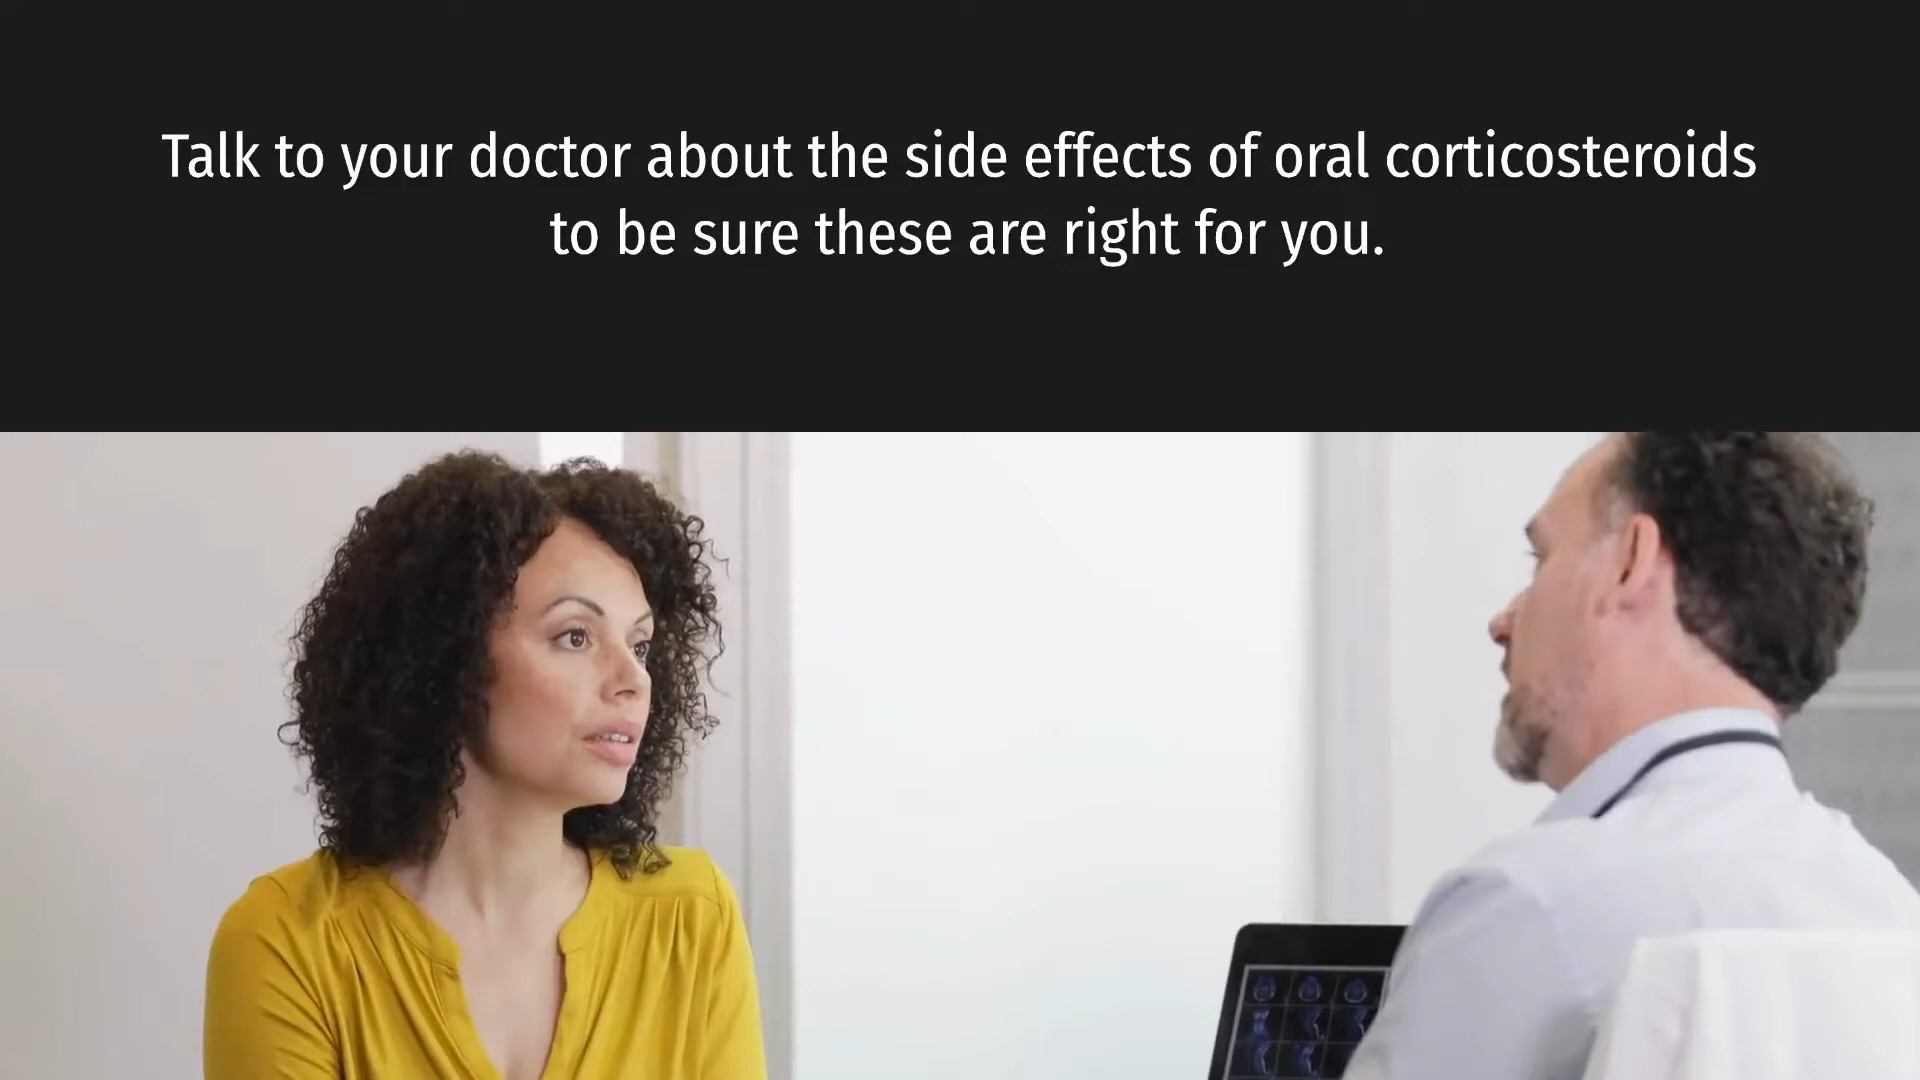 Talk to your doctor about the side effects of oral corticosteroids
to be sure these are right for you.